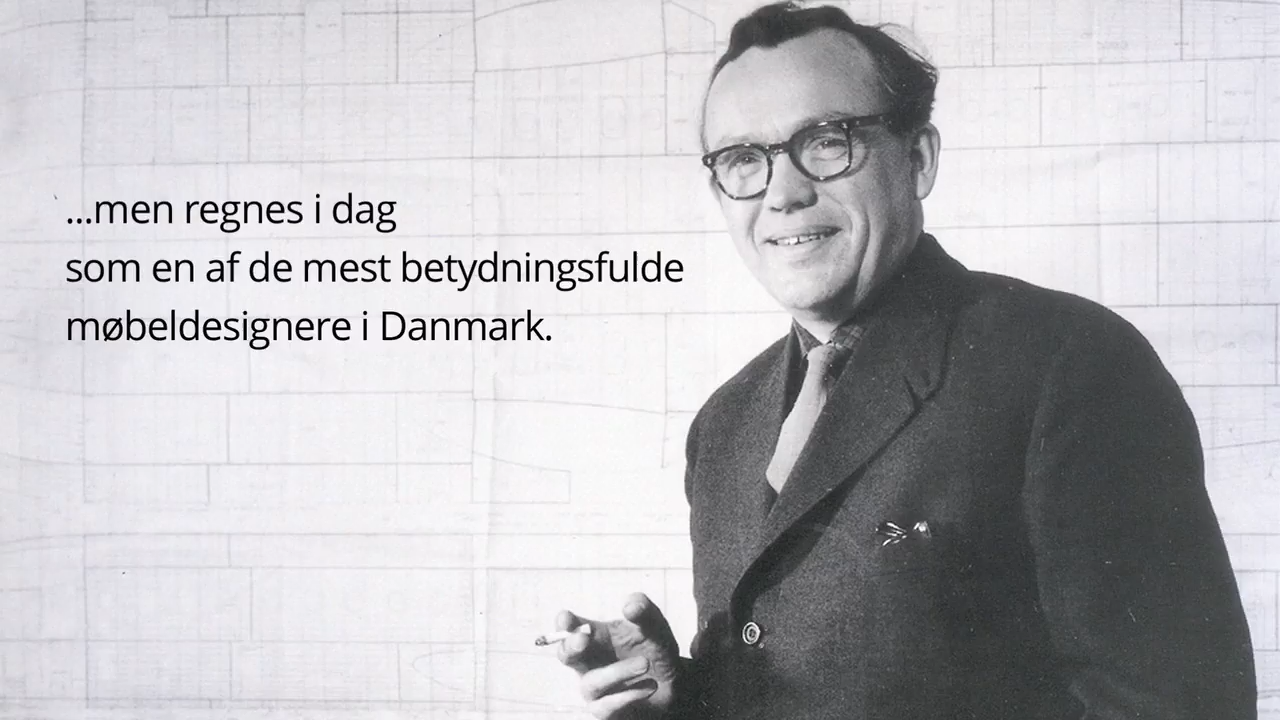 ...men regnes i dag
som en af de mest betydningsfulde
møbeldesignere i Danmark.